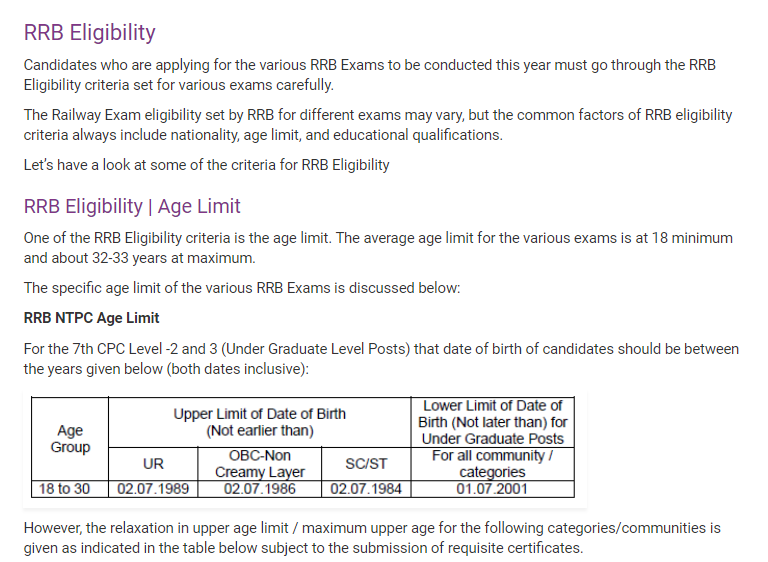 RRB Eligibility
Candidates who are applying for the various RRB Exams to be conducted this year must go through the RRB
Eligibility criteria set for various exams carefully.
The Railway Exam eligibility set by RRB for different exams may vary, but the common factors of RRB eligibility
criteria always include nationality, age limit, and educational qualifications.
Let's have a look at some of the criteria for RRB Eligibility
RRB Eligibility | Age Limit
One of the RRB Eligibility criteria is the age limit. The average age limit for the various exams is at 18 minimum
and about 32-33 years at maximum.
The specific age limit of the various RRB Exams is discussed below:
RRB NTPC Age Limit
For the 7th CPC Level -2 and 3 (Under Graduate Level Posts) that date of birth of candidates should be between
the years given below (both dates inclusive):
Age
Group
Upper Limit of Date of Birth
(Not earlier than)
Lower Limit of Date of
Birth (Not later than) for
Under Graduate Posts
UR
OBC-Non
Creamy Layer
SC/ST
For all community /
categories
18 to 30 02.07.1989 02.07.1986 02.07.1984 01.07.2001
However, the relaxation in upper age limit / maximum upper age for the following categories/communities is
given as indicated in the table below subject to the submission of requisite certificates.